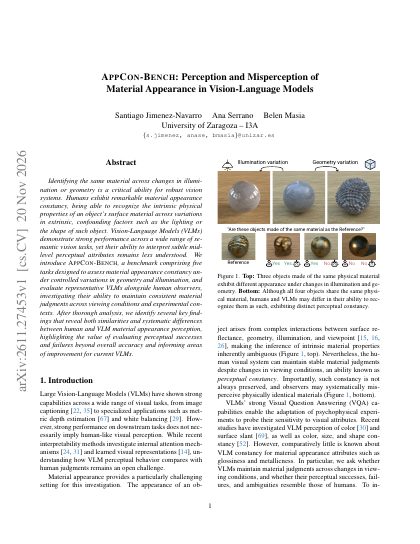 APPCON-BENCH: Perception and Misperception of
Material Appearance in Vision-Language Models
Santiago Jimenez-Navarro Ana Serrano Belen Masia
University of Zaragoza – I3A
{s.jimenez, anase, bmasia}@unizar.es
arXiv:2611.27453v1 [cs.CV] 20 Nov 2026
Abstract
Identifying the same material across changes in illumi-
nation or geometry is a critical ability for robust vision
systems. Humans exhibit remarkable material appearance
constancy, being able to recognize the intrinsic physical
properties of an object's surface material across variations
in extrinsic, confounding factors such as the lighting or
the shape of such object. Vision-Language Models (VLMs)
demonstrate strong performance across a wide range of se-
mantic vision tasks, yet their ability to interpret subtle mid-
level perceptual attributes remains less understood. We
introduce APPCON-BENCH, a benchmark comprising five
tasks designed to assess material appearance constancy un-
der controlled variations in geometry and illumination, and
evaluate representative VLMs alongside human observers,
investigating their ability to maintain consistent material
judgments across viewing conditions and experimental con-
texts. After thorough analyses, we identify several key find-
ings that reveal both similarities and systematic differences
between human and VLM material appearance perception,
highlighting the value of evaluating perceptual successes
and failures beyond overall accuracy and informing areas
of improvement for current VLMs.
1. Introduction
Large Vision-Language Models (VLMs) have shown strong
capabilities across a wide range of visual tasks, from image
captioning [22, 35] to specialized applications such as met-
ric depth estimation [67] and white balancing [29]. How-
ever, strong performance on downstream tasks does not nec-
essarily imply human-like visual perception. While recent
interpretability methods investigate internal attention mech-
anisms [24, 31] and learned visual representations [14], un-
derstanding how VLM perceptual behavior compares with
human judgments remains an open challenge.
Material appearance provides a particularly challenging
setting for this investigation. The appearance of an ob-
Illumination variation Geometry variation
"Are these objects made of the same material as the Reference?"
Reference Yes Yes Yes No No No
Figure 1. Top: Three objects made of the same physical material
exhibit different appearance under changes in illumination and ge-
ometry. Bottom: Although all four objects share the same physi-
cal material, humans and VLMs may differ in their ability to rec-
ognize them as such, exhibiting distinct perceptual constancy.
ject arises from complex interactions between surface reflec-
tance, geometry, illumination, and viewpoint [15, 16,
26], making the inference of intrinsic material properties
inherently ambiguous (Figure 1, top). Nevertheless, the hu-
man visual system can maintain stable material judgments
despite changes in viewing conditions, an ability known as
perceptual constancy. Importantly, such constancy is not
always preserved, and observers may systematically mis-
perceive physically identical materials (Figure 1, bottom).
VLMs' strong Visual Question Answering (VQA) ca-
pabilities enable the adaptation of psychophysical experi-
ments to probe their sensitivity to visual attributes. Recent
studies have investigated VLM perception of color [30] and
surface slant [69], as well as color, size, and shape con-
stancy [52]. However, comparatively little is known about
VLM constancy for material appearance attributes such as
glossiness and metallicness. In particular, we ask whether
VLMs maintain material judgments across changes in view-
ing conditions, and whether their perceptual successes, fail-
ures, and ambiguities resemble those of humans. To in-
1